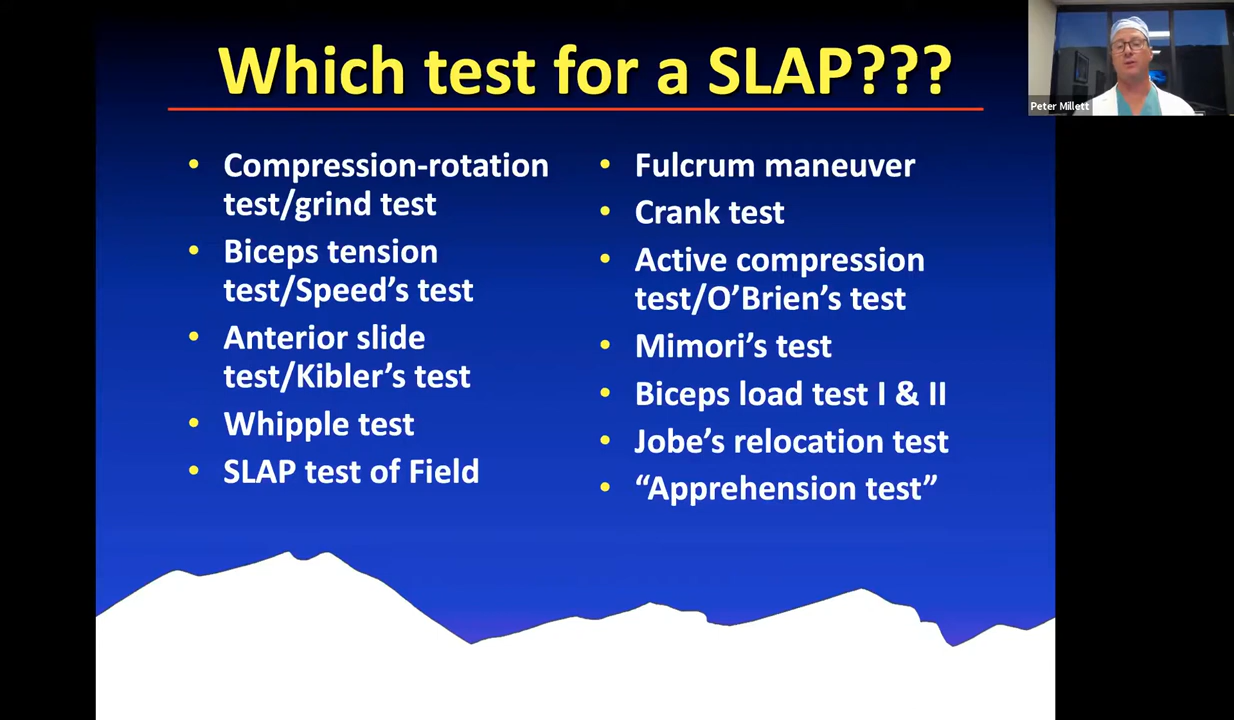 Which test for a SLAP???
Compression-rotation
test/grind test
Biceps tension
test/Speed’s test
Anterior slide
test/Kibler’s test
Whipple test
SLAP test of Field
Fulcrum maneuver
Crank test
Active compression
test/O’Brien’s test
Mimori’s test
Biceps load test I & II
Jobe’s relocation test
“Apprehension test”
Peter Millett